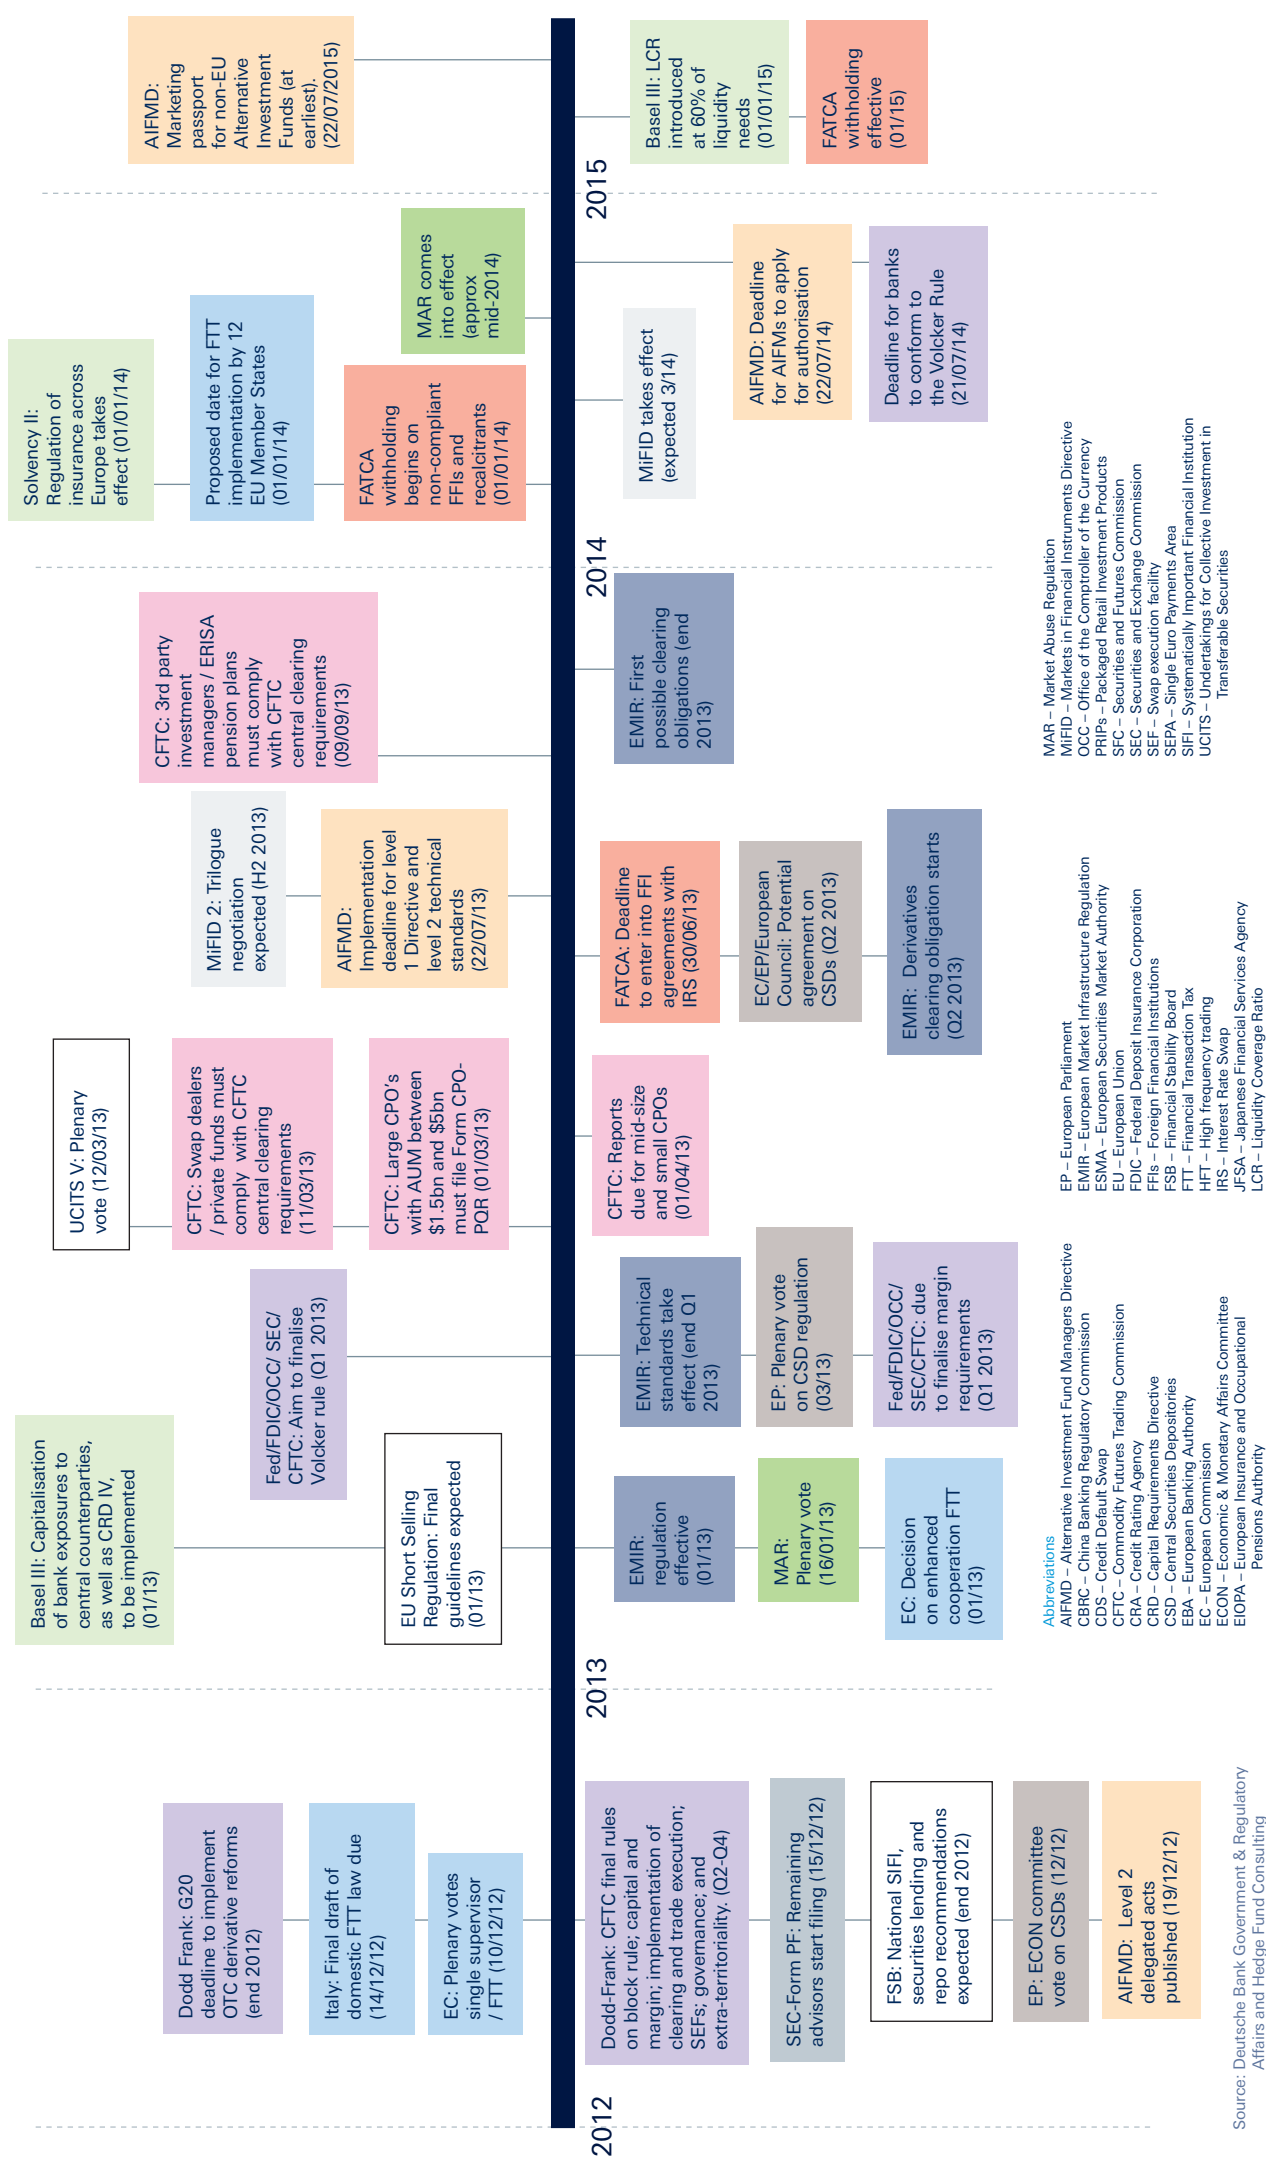 Dodd Frank: G20
deadline to implement
OTC derivative reforms
(end 2012)
Italy: Final draft of
domestic FTT law due
(14/12/12)
EC: Plenary votes
single supervisor
/ FTT (10/12/12)
2012
Dodd-Frank: CFTC final rules
on block rule; capital and
margin; implementation of
clearing and trade execution;
SEFs; governance; and
extra-territoriality. (Q2-Q4)
SEC-Form PF: Remaining
advisors start filing (15/12/12)
FSB: National SIFI,
securities lending and
repo recommendations
expected (end 2012)
EP: ECON committee
vote on CSDs (12/12)
AIFMD:  Level 2
delegated acts
published (19/12/12)
Basel III: Capitalisation
of bank exposures to
central counterparties,
as well as CRD IV,
to be implemented
(01/13)
EU Short Selling
Regulation: Final
guidelines expected
(01/13)
Fed/FDIC/OCC/ SEC/
CFTC: Aim to finalise
Volcker rule (Q1 2013)
UCITS V: Plenary
vote (12/03/13)
CFTC: Swap dealers
/ private funds must
comply  with CFTC
central clearing
requirements
(11/03/13)
CFTC: Large CPO's
with AUM between
$1.5bn and $5bn
must file Form CPO-
PQR (01/03/13)
MiFID 2: Trilogue
negotiation
expected (H2 2013)
AIFMD:
Implementation
deadline for level
1 Directive and
level 2 technical
standards
(22/07/13)
CFTC: 3rd party
investment
managers / ERISA
pension plans
must comply
with CFTC
central clearing
requirements
(09/09/13)
2013
EMIR:
regulation
effective
(01/13)
MAR:
Plenary vote
(16/01/13)
EC: Decision
on enhanced
cooperation FTT
(01/13)
EMIR: Technical
standards take
effect (end Q1
2013)
EP: Plenary vote
on CSD regulation
(03/13)
Fed/FDIC/OCC/
SEC/CFTC: due
to finalise margin
requirements
(Q1 2013)
CFTC: Reports
due for mid-size
and small CPOs
(01/04/13)
FATCA: Deadline
to enter into FFI
agreements with
IRS (30/06/13)
EC/EP/European
Council: Potential
agreement on
CSDs (Q2 2013)
EMIR:  Derivatives
clearing obligation starts
(Q2 2013)
EMIR: First
possible clearing
obligations (end
2013)
Solvency II:
Regulation of
insurance across
Europe takes
effect (01/01/14)
Proposed date for FTT
implementation by 12
EU Member States
(01/01/14)
FATCA
withholding
begins on
non-compliant
FFIs and
recalcitrants
(01/01/14)
MAR comes
into effect
(approx
mid-2014)
2014
MiFID takes effect
(expected 3/14)
AIFMD: Deadline
for AIFMs to apply
for authorisation
(22/07/14)
Deadline for banks
to conform to
the Volcker Rule
(21/07/14)
AIFMD:
Marketing
passport
for non-EU
Alternative
Investment
Funds (at
earliest).
(22/07/2015)
2015
Basel III: LCR
introduced
at 60% of
liquidity
needs
(01/01/15)
FATCA
withholding
effective
(01/15)
Abbreviations
AIFMD – Alternative Investment Fund Managers Directive
CBRC – China Banking Regulatory Commission
CDS – Credit Default Swap
CFTC – Commodity Futures Trading Commission
CRA – Credit Rating Agency
CRD – Capital Requirements Directive
CSD – Central Securities Depositories
EBA – European Banking Authority
EC – European Commission
ECON – Economic & Monetary Affairs Committee
EIOPA – European Insurance and Occupational
Pensions Authority
EP – European Parliament
EMIR – European Market Infrastructure Regulation
ESMA – European Securities Market Authority
EU – European Union
FDIC – Federal Deposit Insurance Corporation
FFIs – Foreign Financial Institutions
FSB – Financial Stability Board
FTT – Financial Transaction Tax
HFT – High frequency trading
IRS – Interest Rate Swap
JFSA – Japanese Financial Services Agency
LCR – Liquidity Coverage Ratio
MAR – Market Abuse Regulation
MiFID – Markets in Financial Instruments Directive
OCC – Office of the Comptroller of the Currency
PRIPs – Packaged Retail Investment Products
SFC – Securities and Futures Commission
SEC – Securities and Exchange Commission
SEF – Swap execution facility
SEPA – Single Euro Payments Area
SIFI – Systematically Important Financial Institution
UCITS – Undertakings for Collective Investment in
Transferable Securities
Source: Deutsche Bank Government & Regulatory
Affairs and Hedge Fund Consulting